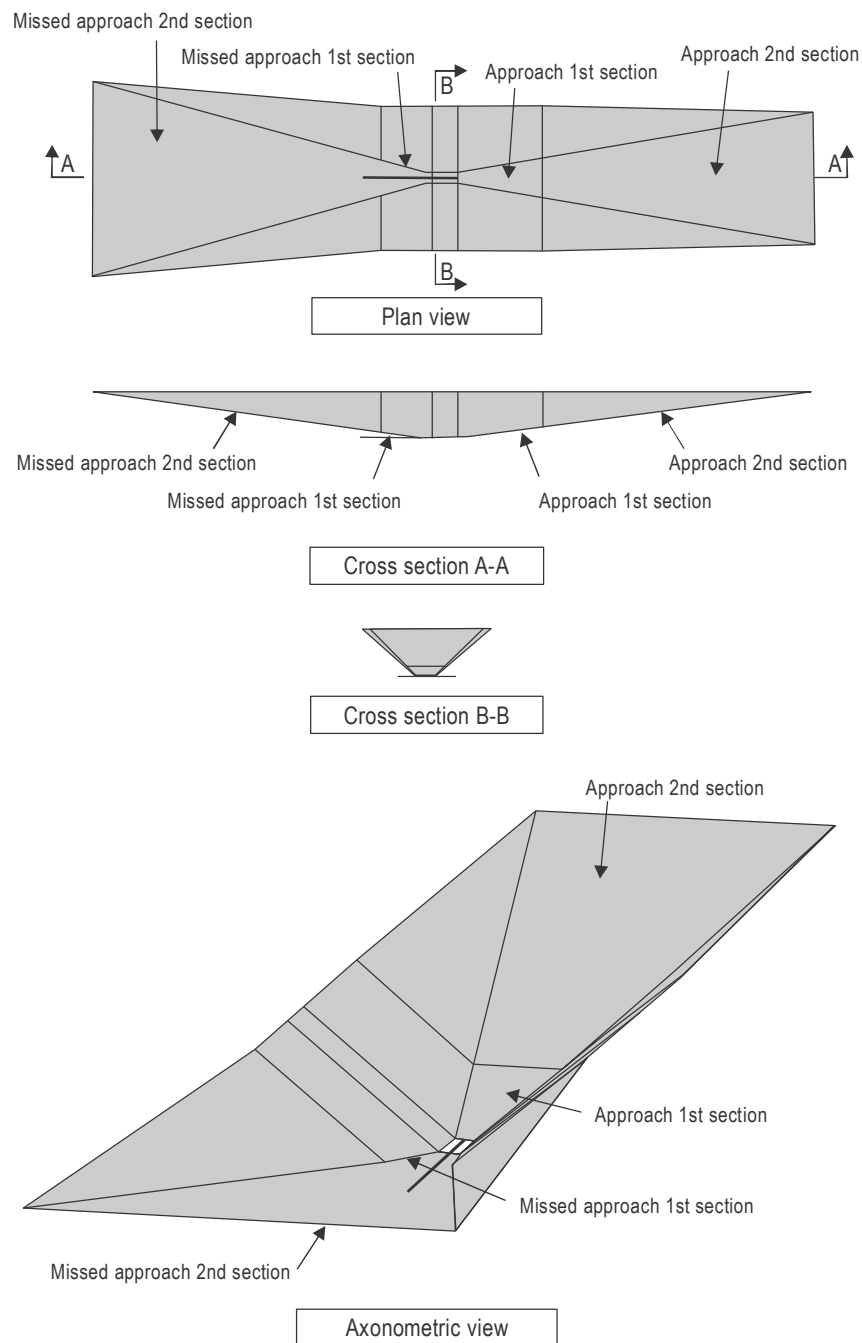 Missed approach 2nd section
Missed approach 1st section
B
Approach 1st section
Approach 2nd section
A
A
B
Plan view
Missed approach 2nd section
Approach 2nd section
Missed approach 1st section
Approach 1st section
Cross section A-A
Cross section B-B
Approach 2nd section
Approach 1st section
Missed approach 1st section
Missed approach 2nd section
Axonometric view